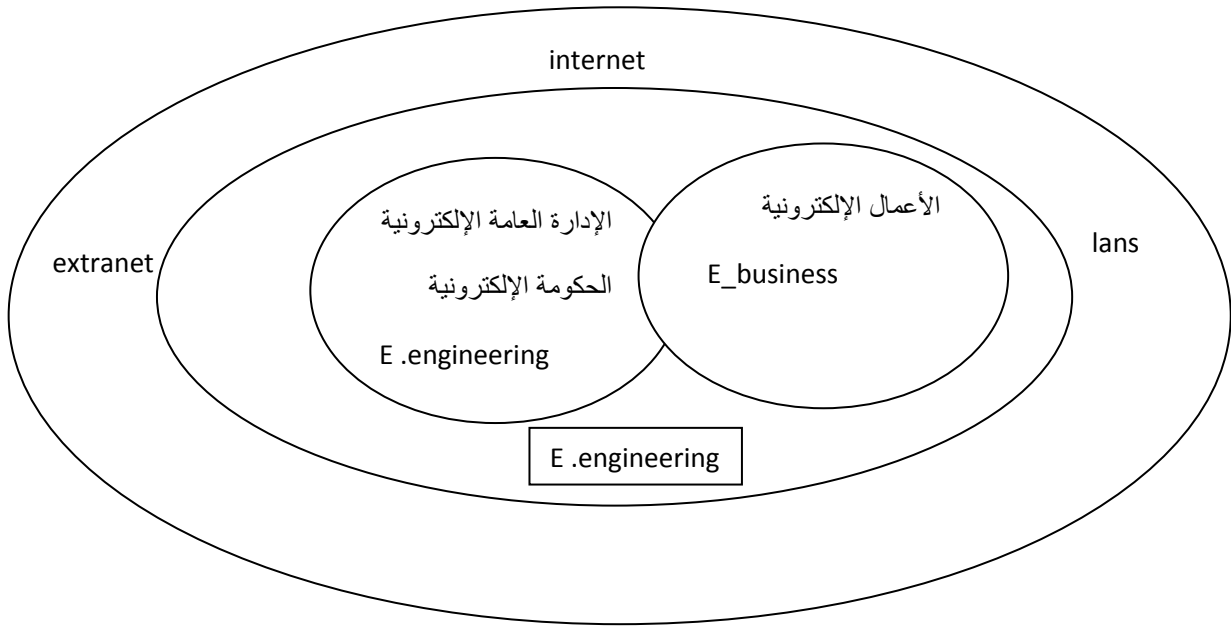 internet
الإدارة العامة الإلكترونية
الأعمال الإلكترونية
extranet
lans
الحكومة الإلكترونية
E_business
E .engineering
E .engineering